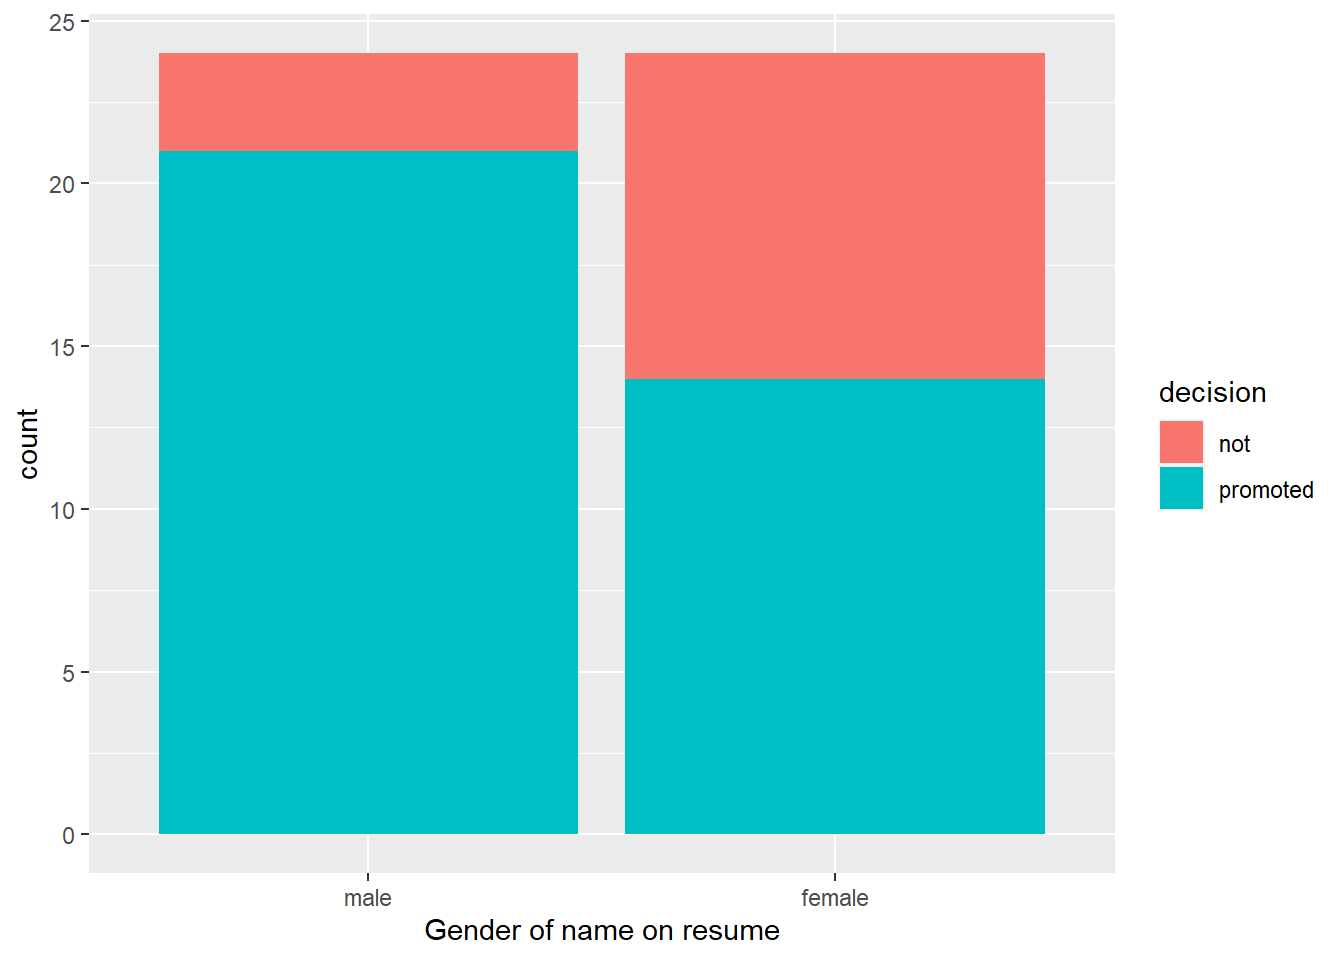 25
20
15
10
5
0
count
male
female
Gender of name on resume
decision
not
promoted